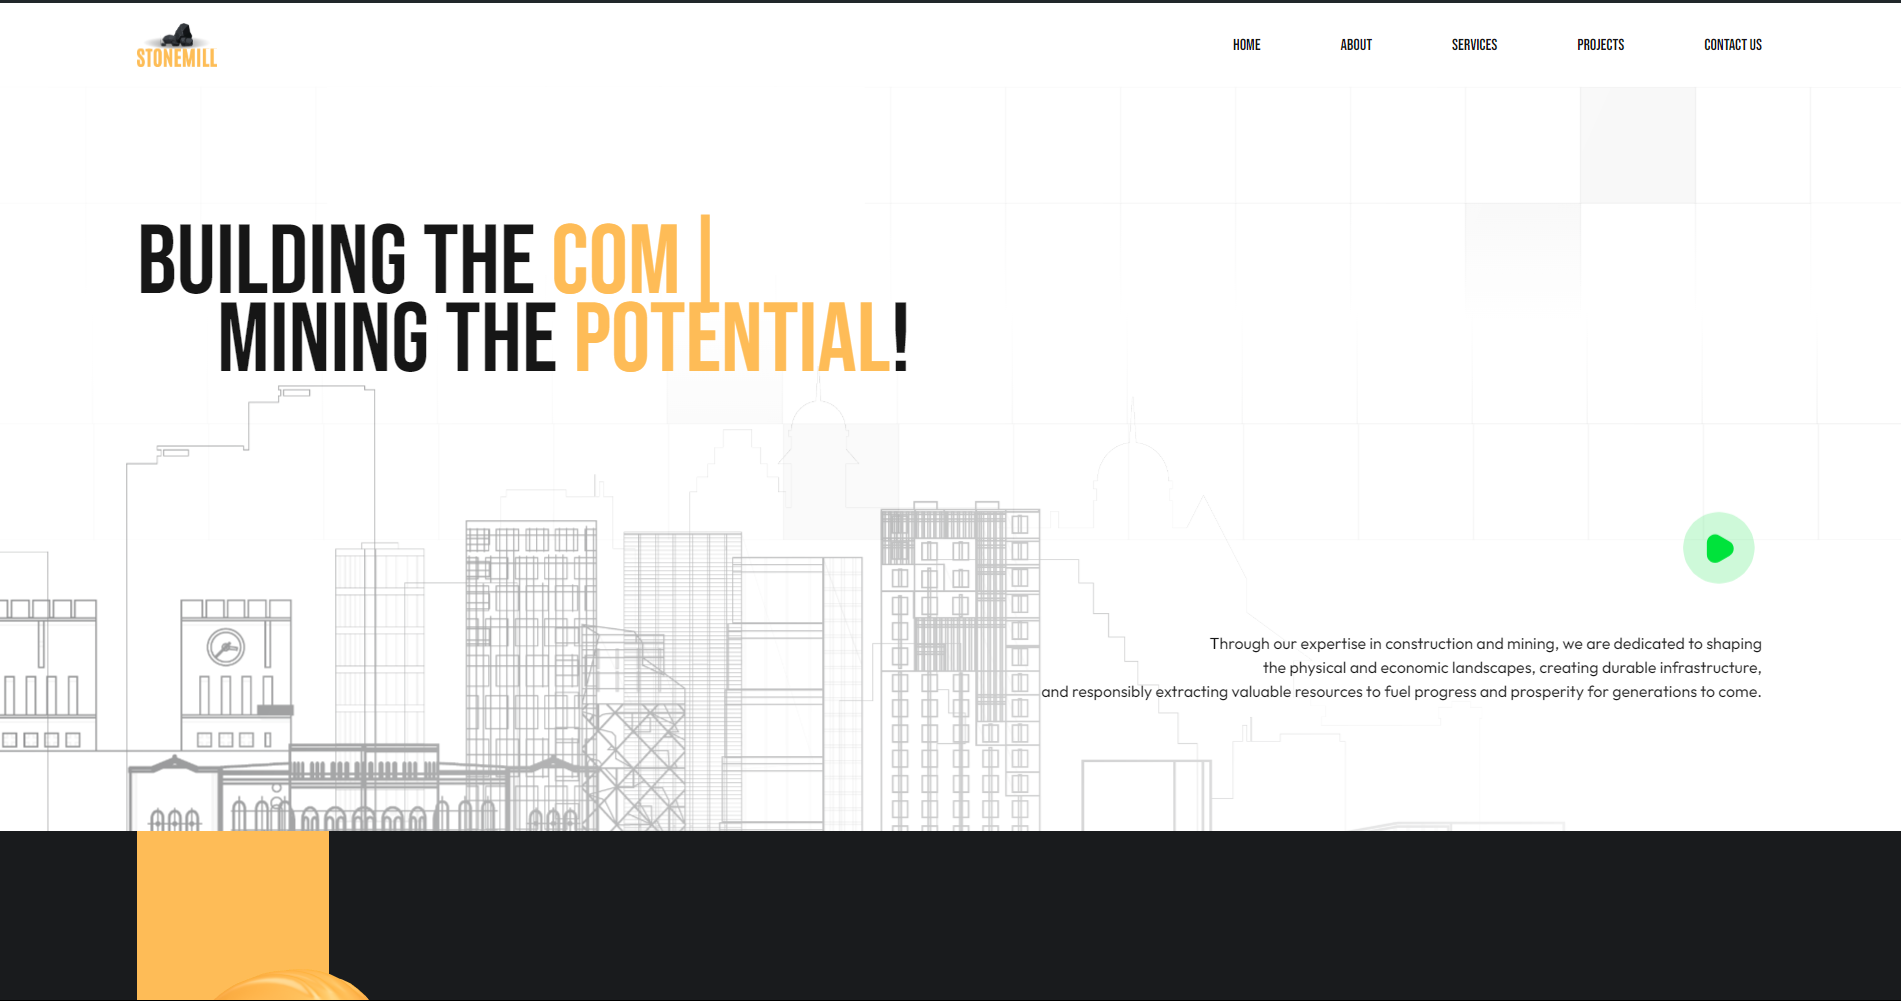 STONEMILL
HOME ABOUT SERVICES PROJECTS CONTACT US
BUILDING THE COM |
MINING THE POTENTIAL!
Through our expertise in construction and mining, we are dedicated to shaping
the physical and economic landscapes, creating durable infrastructure,
and responsibly extracting valuable resources to fuel progress and prosperity for generations to come.